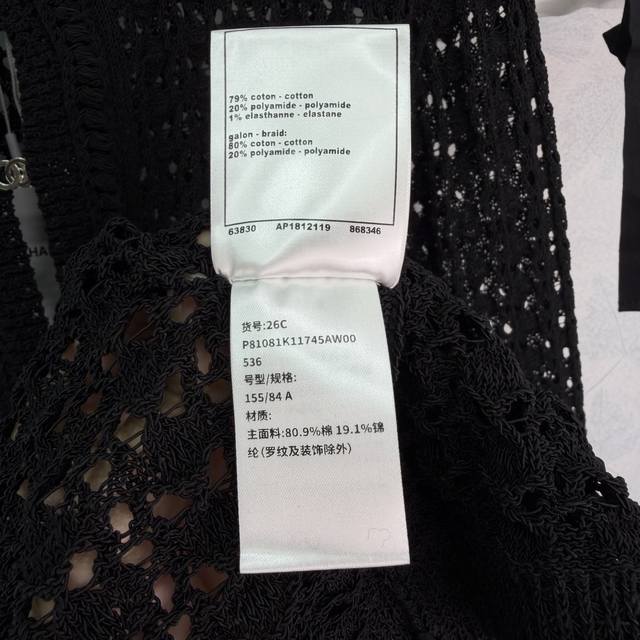 79% coton - cotton
20% polyamide - polyamide
1% elasthanne - elastane
galon - braid:
80% coton - cotton
20% polyamide - polyamide
63830 AP1812119 868346
货号:26C
P81081K11745AW00
536
号型/规格:
155/84 A
材质:
主面料:80.9%棉 19.1%锦
纶(罗纹及装饰除外)